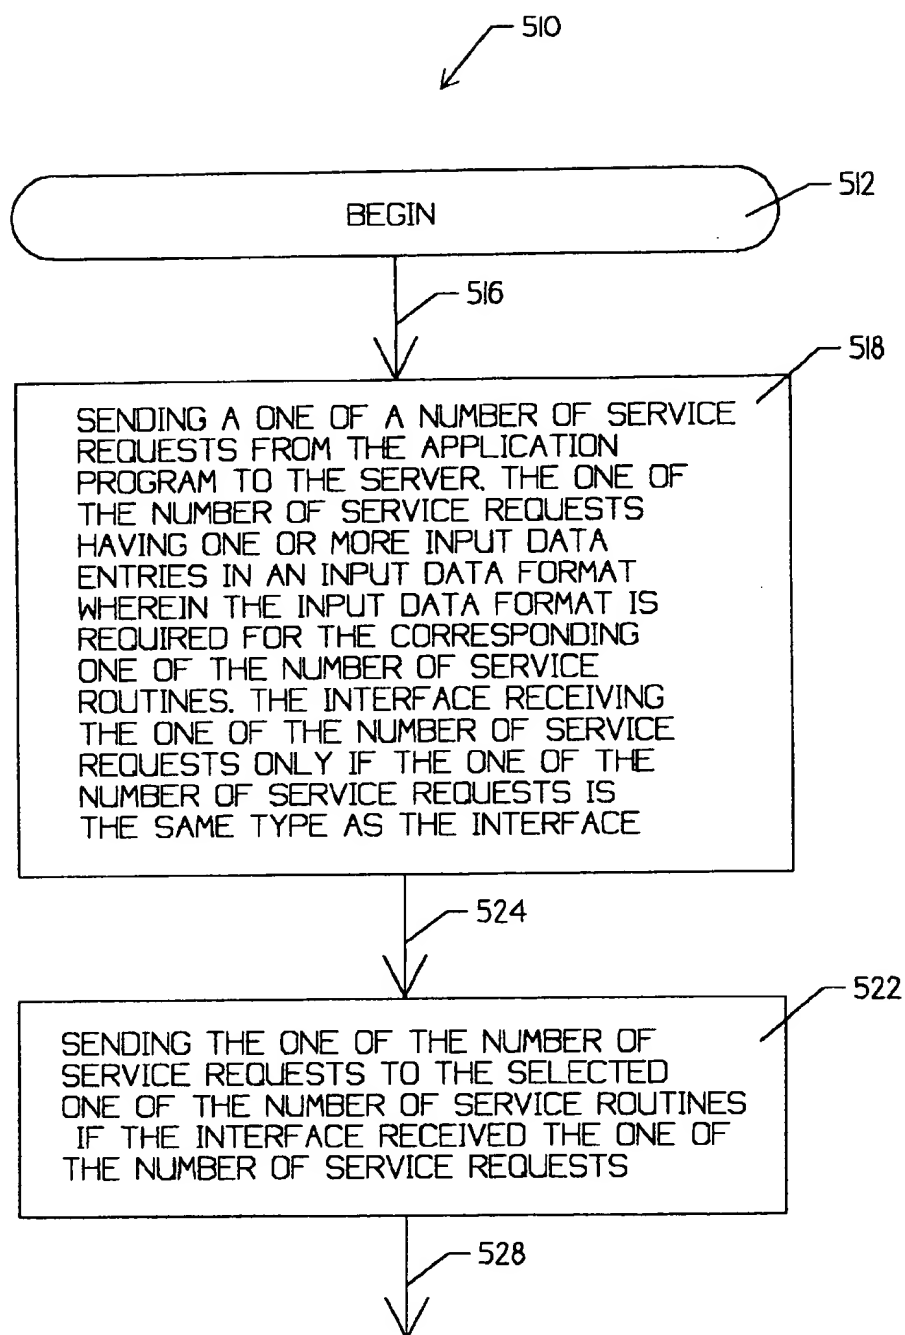 510
BEGIN
512
516
518
SENDING A ONE OF A NUMBER OF SERVICE
REQUESTS FROM THE APPLICATION
PROGRAM TO THE SERVER. THE ONE OF
THE NUMBER OF SERVICE REQUESTS
HAVING ONE OR MORE INPUT DATA
ENTRIES IN AN INPUT DATA FORMAT
WHEREIN THE INPUT DATA FORMAT IS
REQUIRED FOR THE CORRESPONDING
ONE OF THE NUMBER OF SERVICE
ROUTINES. THE INTERFACE RECEIVING
THE ONE OF THE NUMBER OF SERVICE
REQUESTS ONLY IF THE ONE OF THE
NUMBER OF SERVICE REQUESTS IS
THE SAME TYPE AS THE INTERFACE
524
522
SENDING THE ONE OF THE NUMBER OF
SERVICE REQUESTS TO THE SELECTED
ONE OF THE NUMBER OF SERVICE ROUTINES
IF THE INTERFACE RECEIVED THE ONE OF
THE NUMBER OF SERVICE REQUESTS
528